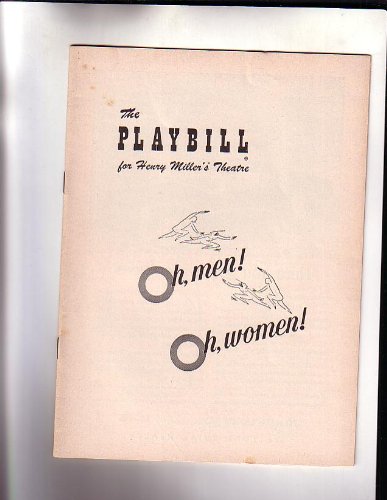 The
PLAYBILL
for Henry Miller's Theatre
Oh, men!
Oh, women!